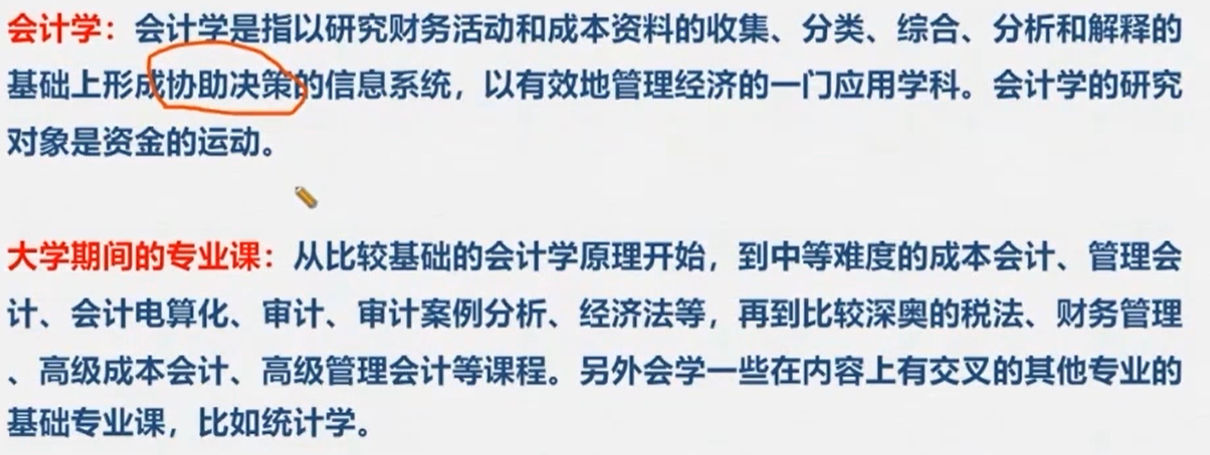 会计学：会计学是指以研究财务活动和成本资料的收集、分类、综合、分析和解释的
基础上形成协助决策的信息系统，以有效地管理经济的一门应用学科。会计学的研究
对象是资金的运动。
大学期间的专业课：从比较基础的会计学原理开始，到中等难度的成本会计、管理会
计、会计电算化、审计、审计案例分析、经济法等，再到比较深奥的税法、财务管理
、高级成本会计、高级管理会计等课程。另外会学一些在内容上有交叉的其他专业的
基础专业课，比如统计学。